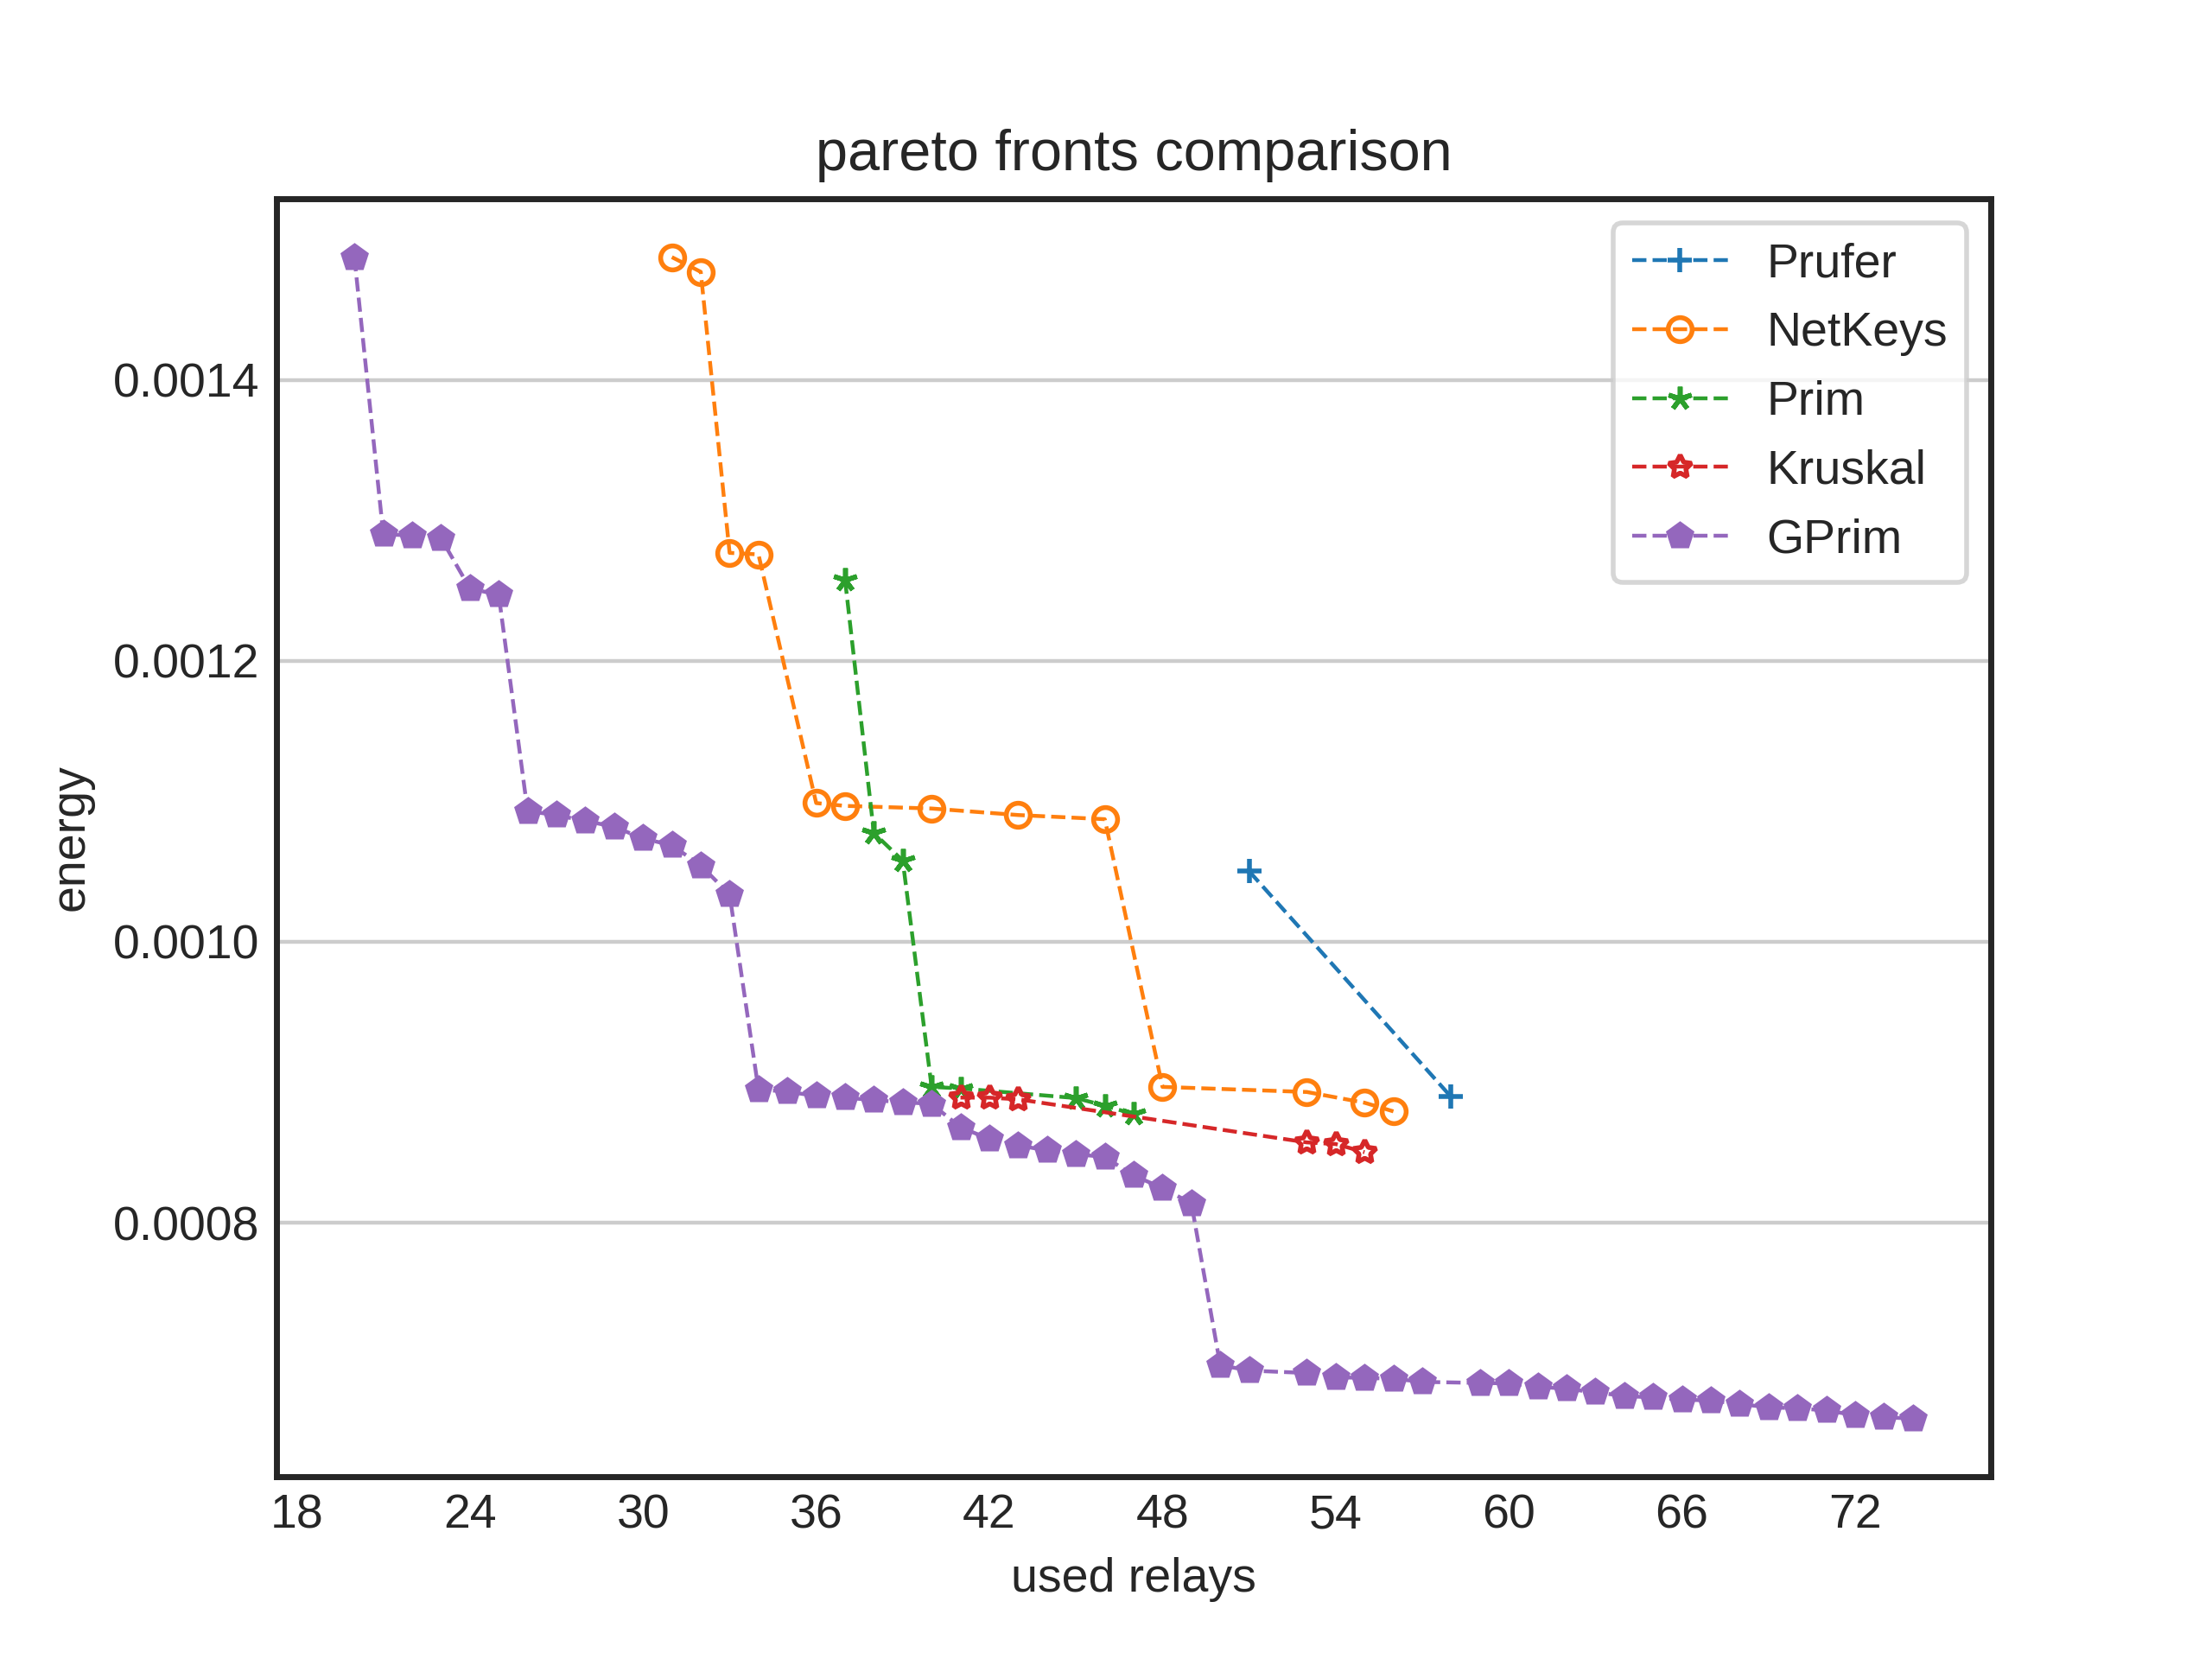 pareto fronts comparison
Prufer
NetKeys
Prim
Kruskal
GPrim
0.0014
0.0012
0.0010
0.0008
energy
18 24 30 36 42 48 54 60 66 72
used relays